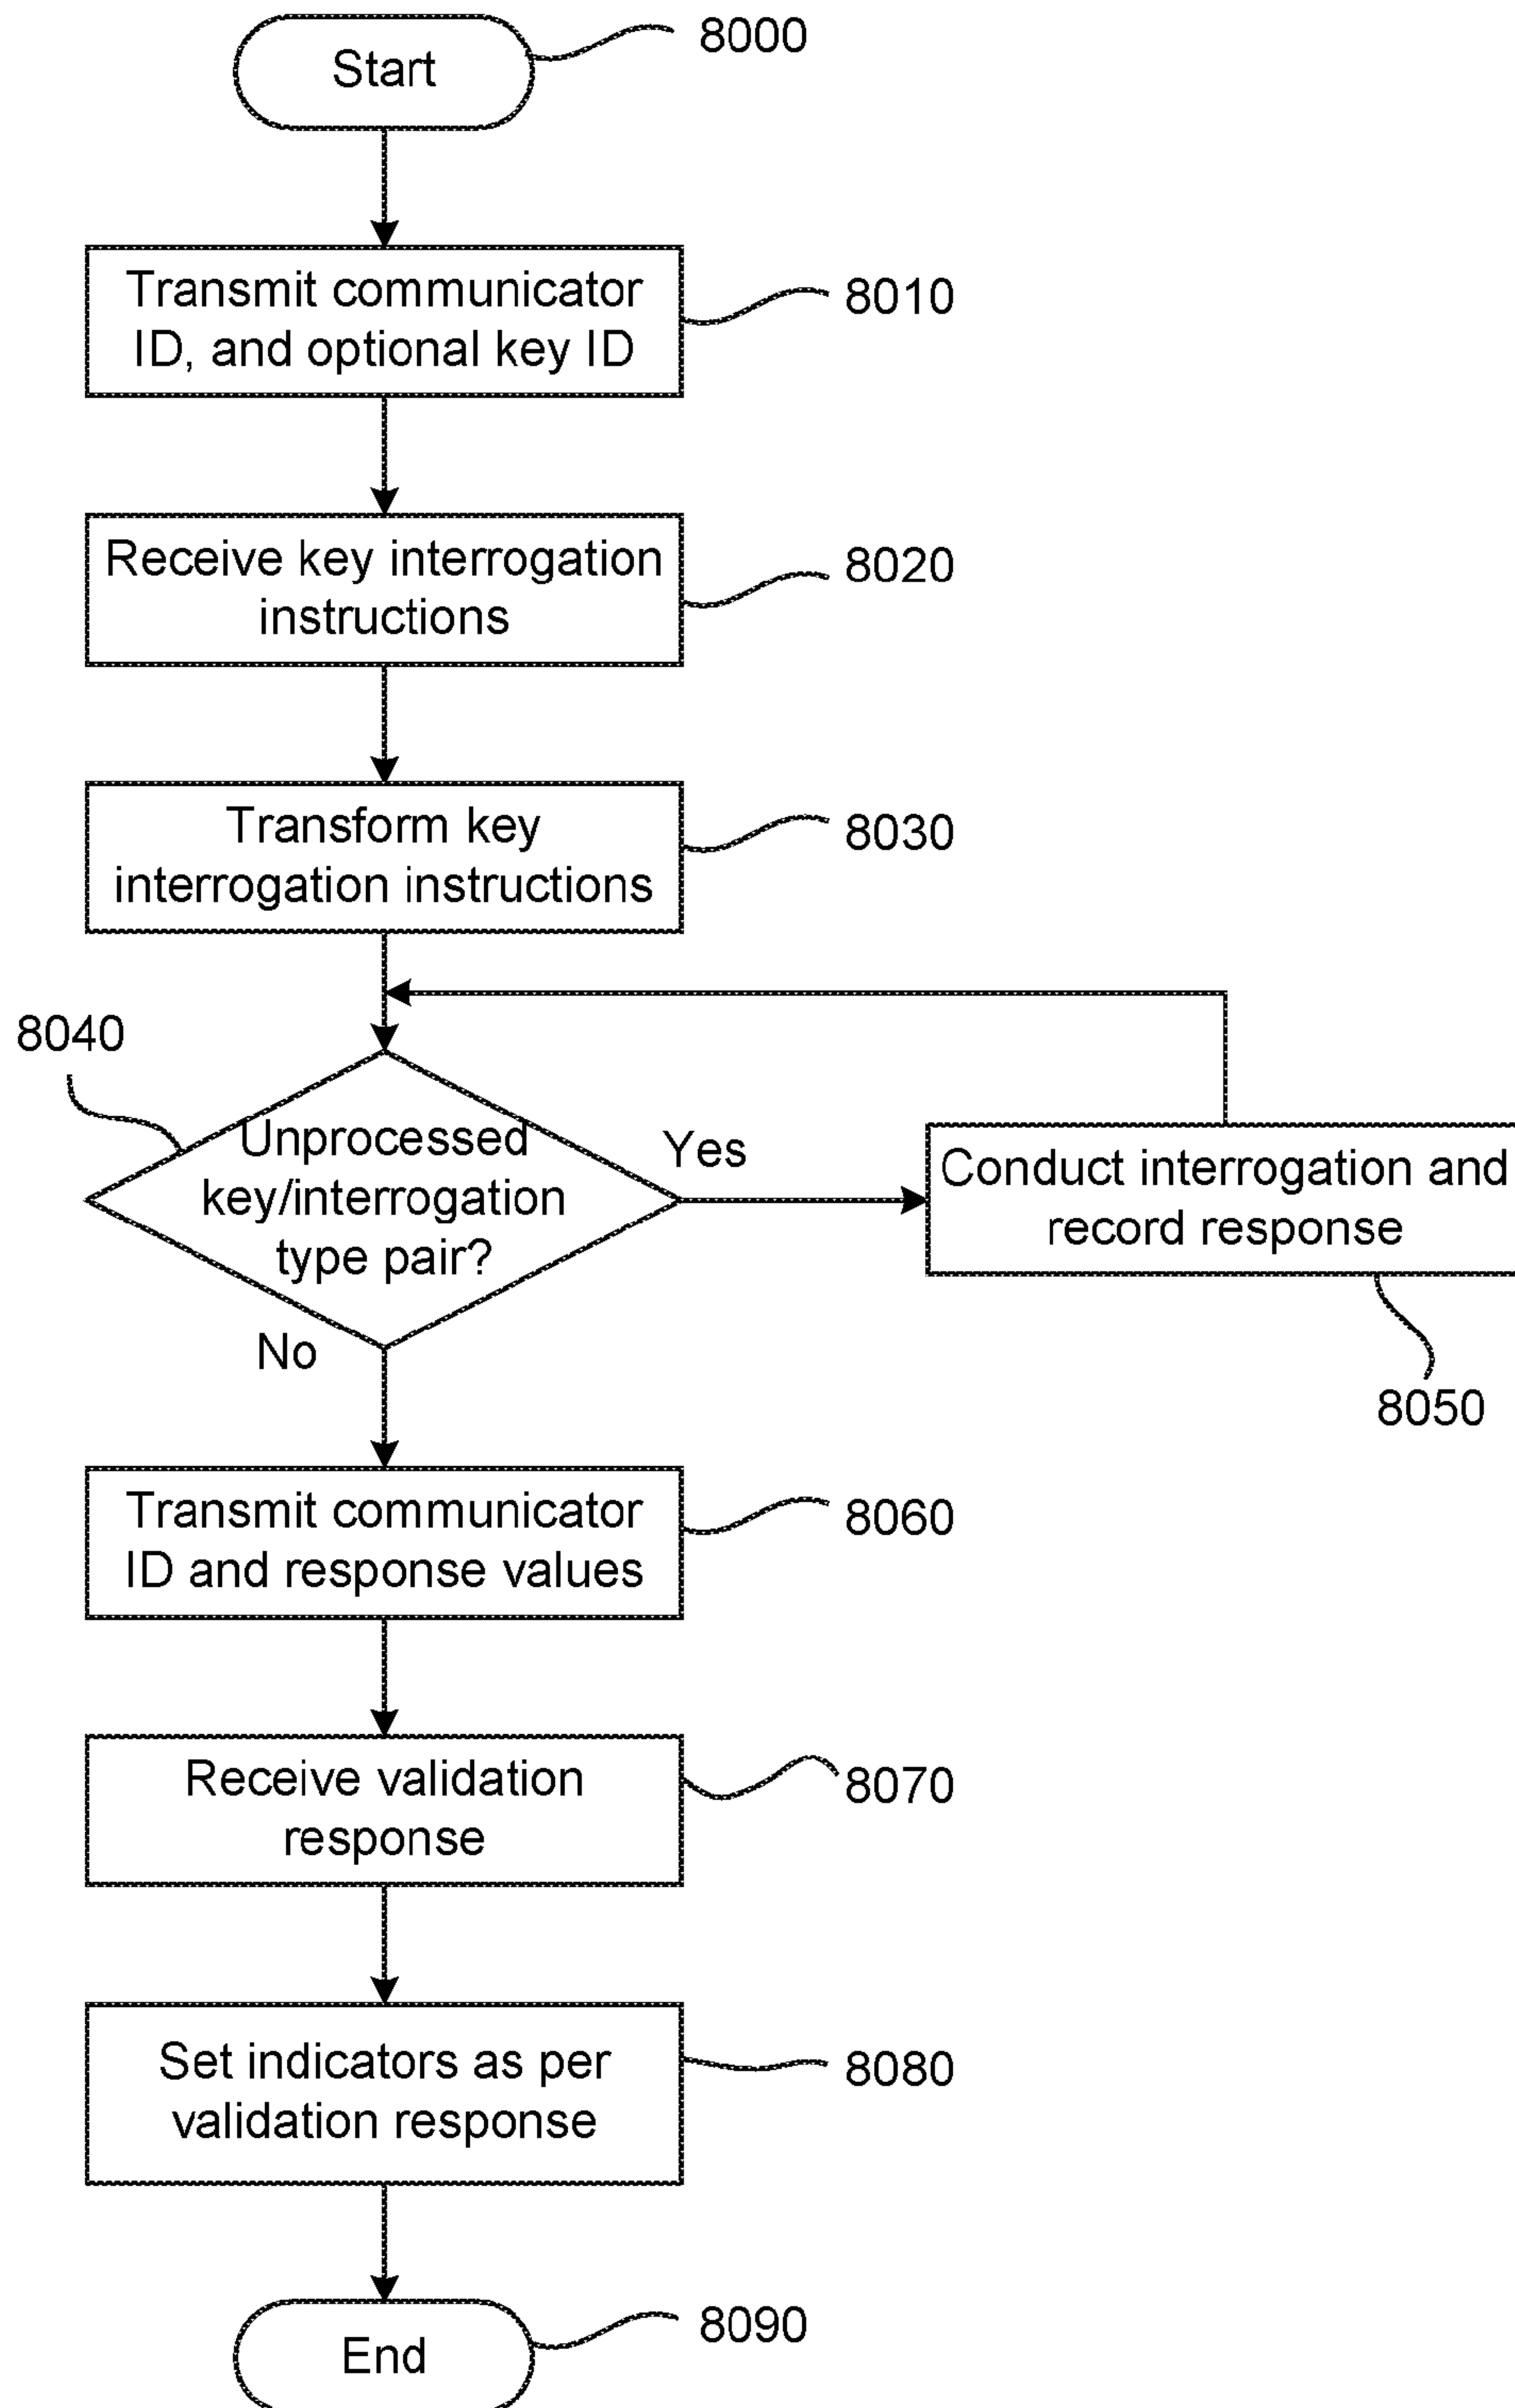 Start
8000
Transmit communicator
ID, and optional key ID
8010
Receive key interrogation
instructions
8020
Transform key
interrogation instructions
8030
8040
Unprocessed
key/interrogation
type pair?
Yes
Conduct interrogation and
record response
8050
No
Transmit communicator
ID and response values
8060
Receive validation
response
8070
Set indicators as per
validation response
8080
End
8090